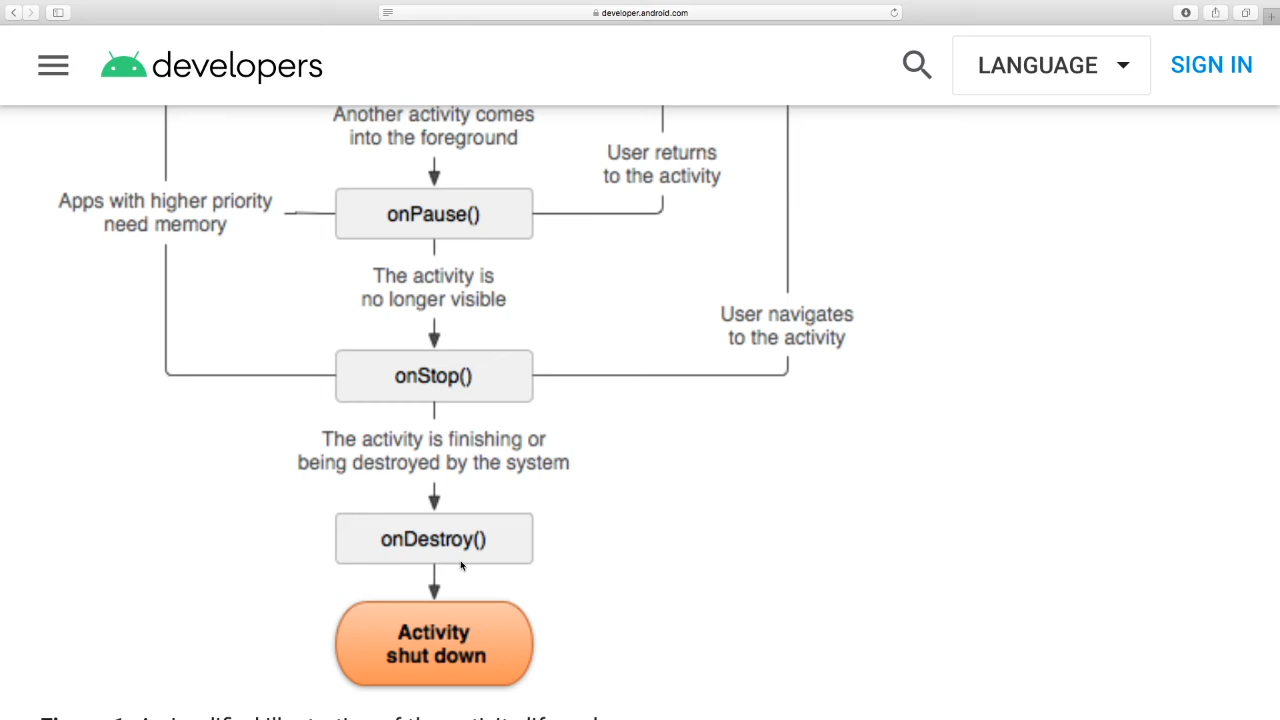 developer.android.com
developers
LANGUAGE
SIGN IN
Another activity comes
into the foreground
User returns
to the activity
Apps with higher priority
need memory
onPause()
The activity is
no longer visible
User navigates
to the activity
onStop()
The activity is finishing or
being destroyed by the system
onDestroy()
Activity
shut down